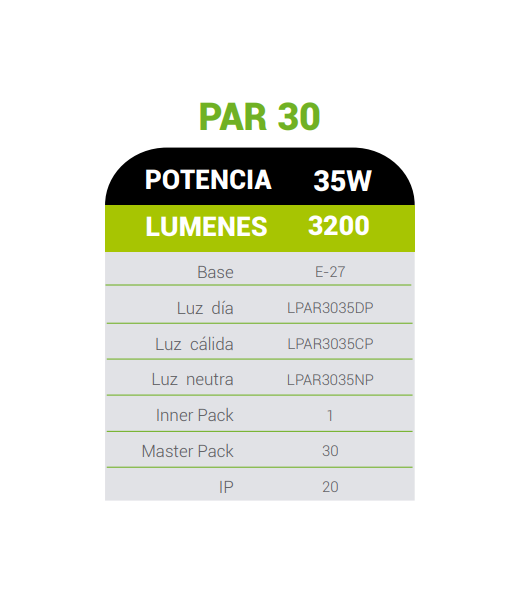 PAR 30
POTENCIA 35W
LUMENES 3200
Base E-27
Luz día LPAR3035DP
Luz cálida LPAR3035CP
Luz neutra LPAR3035NP
Inner Pack 1
Master Pack 30
IP 20